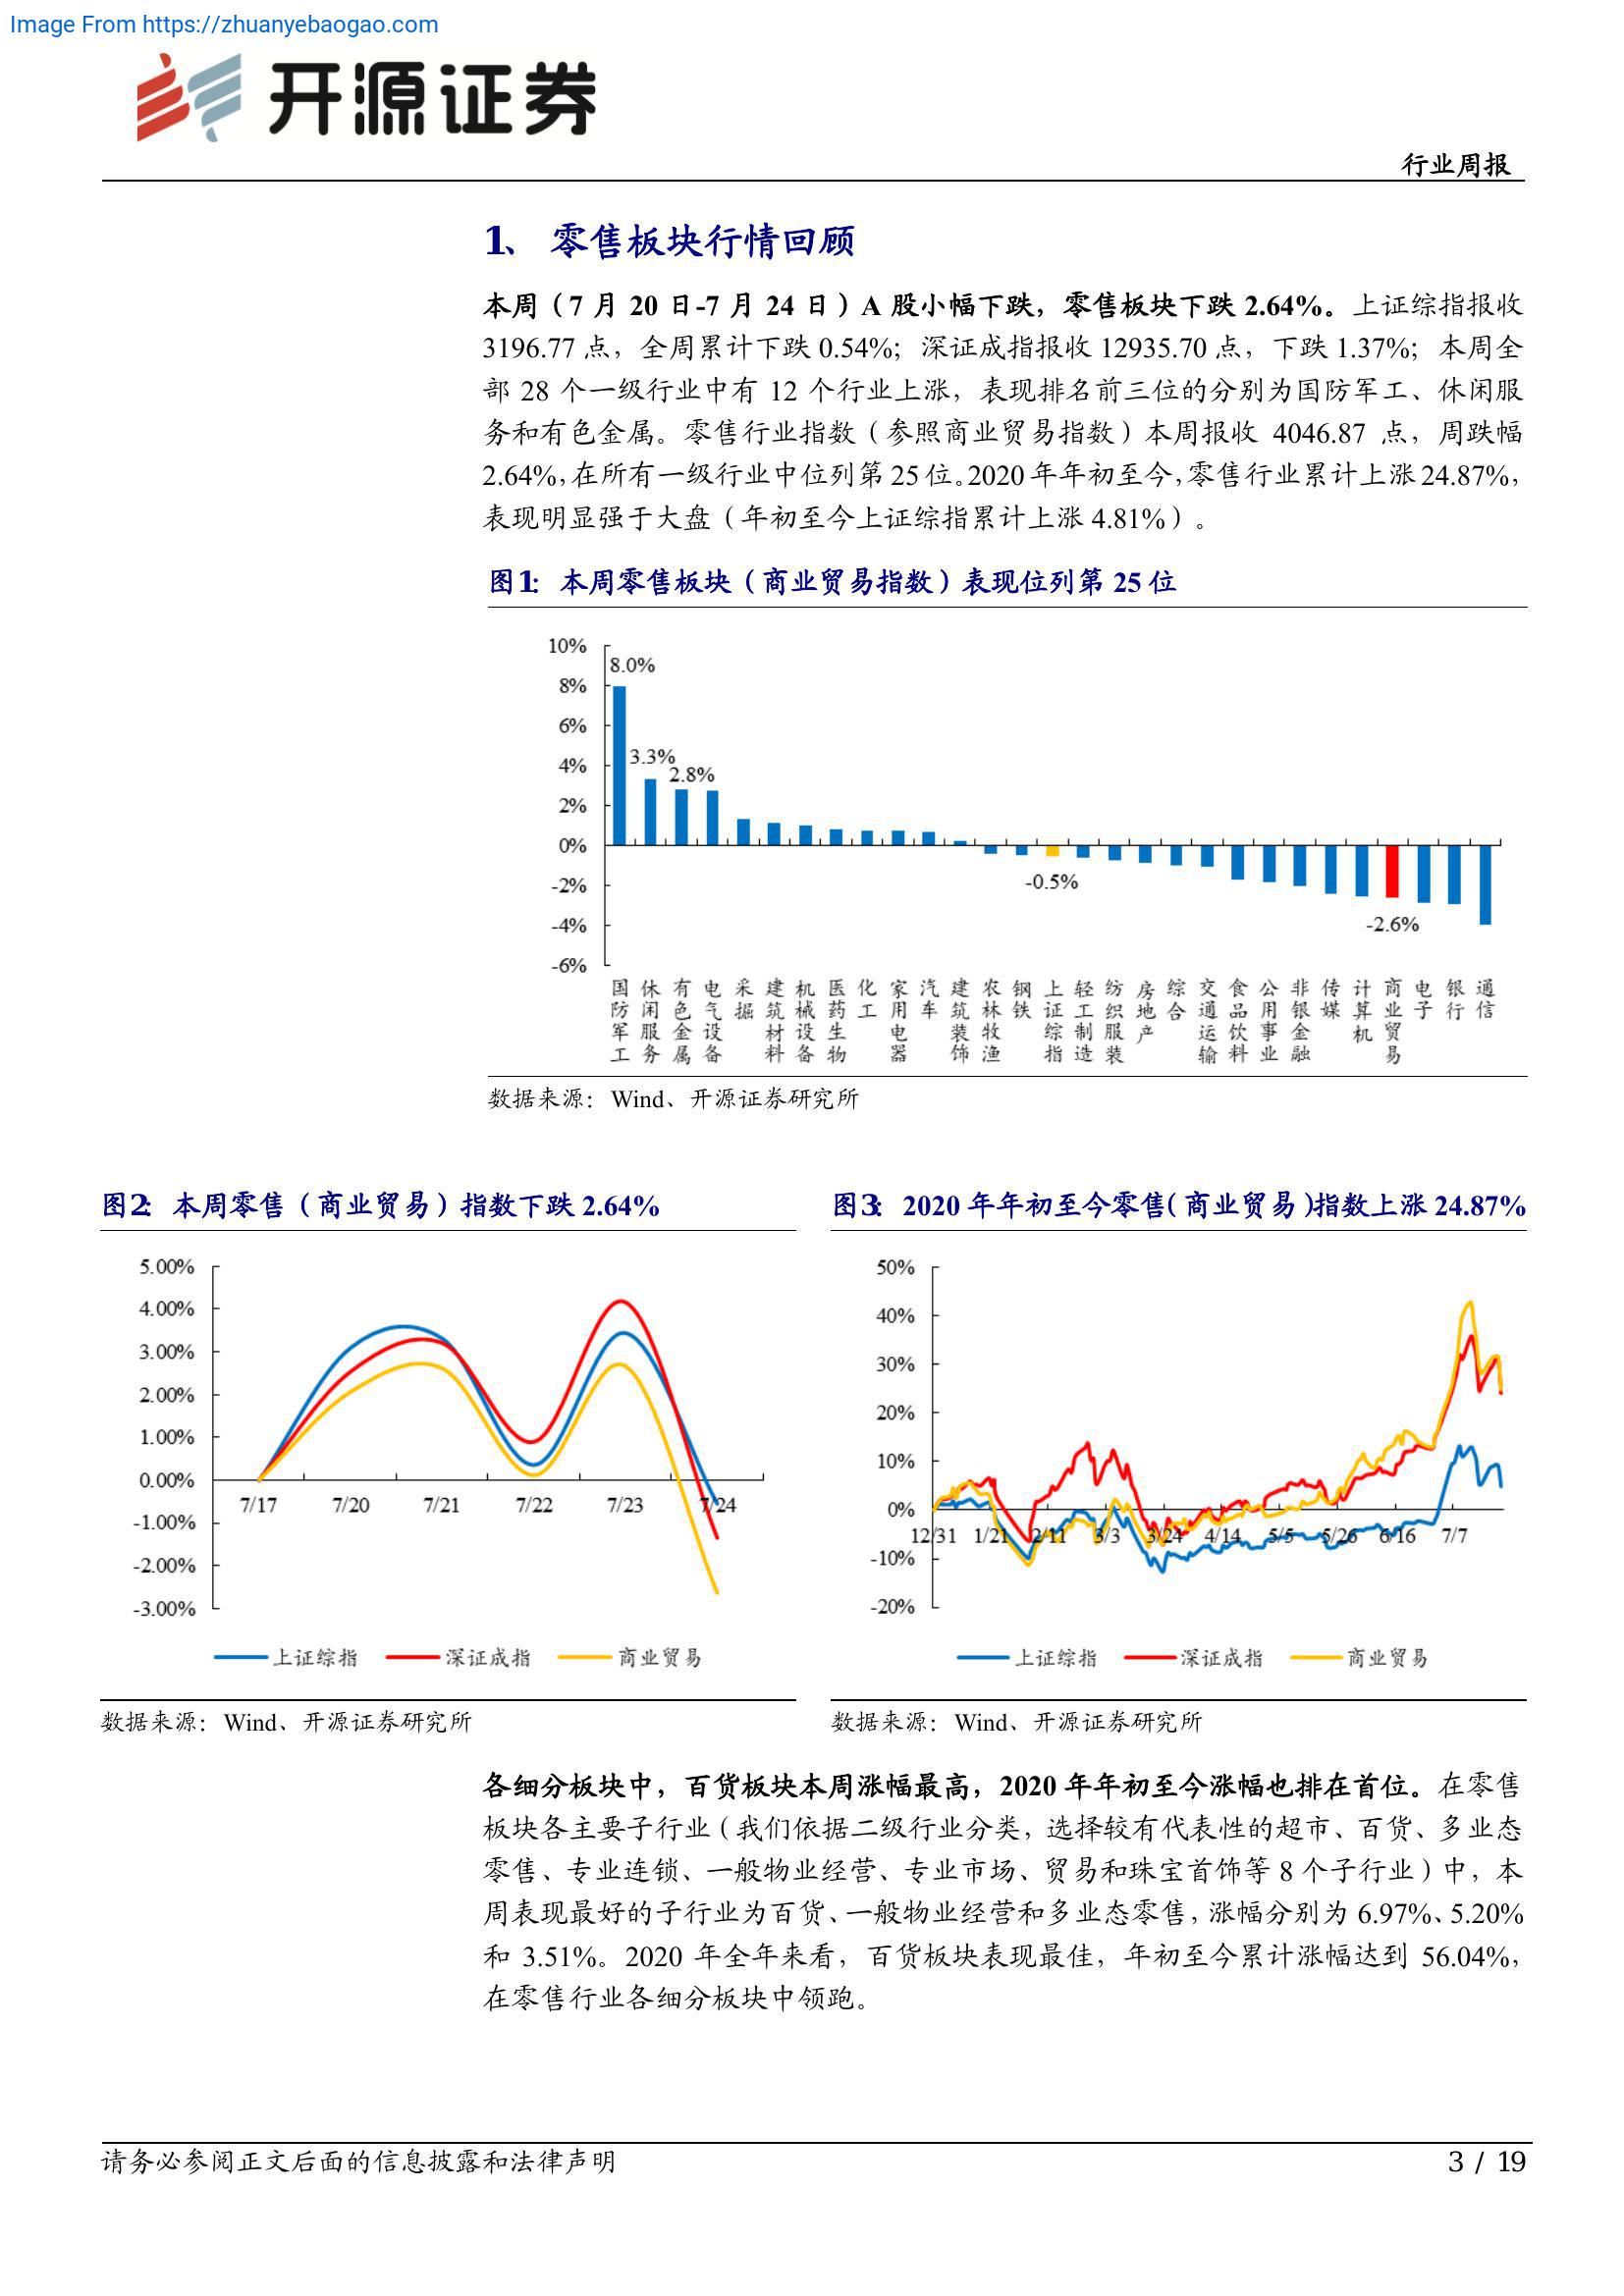 Image From https://zhuanyebaogao.com
开源证券
行业周报
1、 零售板块行情回顾
本周（7 月 20 日-7 月 24 日）A 股小幅下跌，零售板块下跌 2.64%。上证综指报收
3196.77 点，全周累计下跌 0.54%；深证成指报收 12935.70 点，下跌 1.37%；本周全
部 28 个一级行业中有 12 个行业上涨，表现排名前三位的分别为国防军工、休闲服
务和有色金属。零售行业指数（参照商业贸易指数）本周报收 4046.87 点，周跌幅
2.64%，在所有一级行业中位列第 25 位。2020 年年初至今，零售行业累计上涨 24.87%，
表现明显强于大盘（年初至今上证综指累计上涨 4.81%）。
图1：本周零售板块（商业贸易指数）表现位列第 25 位
10%
8%
6%
4%
2%
0%
-2%
-4%
-6%
8.0%
3.3%
2.8%
-0.5%
-2.6%
国防军工
休闲服务
有色金属
电气设备
采掘
建筑材料
机械设备
医药生物
化工
家用电器
汽车
建筑装饰
农林牧渔
钢铁
上证综指
轻工制造
纺织服装
房地产
综合
交通运输
食品饮料
公用事业
非银金融
传媒
计算机
商业贸易
电子
银行
通信
数据来源：Wind、开源证券研究所
图2：本周零售（商业贸易）指数下跌 2.64%
5.00%
4.00%
3.00%
2.00%
1.00%
0.00%
-1.00%
-2.00%
-3.00%
7/17 7/20 7/21 7/22 7/23 7/24
上证综指 深证成指 商业贸易
数据来源：Wind、开源证券研究所
图3：2020 年年初至今零售（商业贸易）指数上涨 24.87%
50%
40%
30%
20%
10%
0%
-10%
-20%
12/31 1/21 2/11 3/3 3/24 4/14 5/5 5/26 6/16 7/7
上证综指 深证成指 商业贸易
数据来源：Wind、开源证券研究所
各细分板块中，百货板块本周涨幅最高，2020 年年初至今涨幅也排在首位。在零售
板块各主要子行业（我们依据二级行业分类，选择较有代表性的超市、百货、多业态
零售、专业连锁、一般物业经营、专业市场、贸易和珠宝首饰等 8 个子行业）中，本
周表现最好的子行业为百货、一般物业经营和多业态零售，涨幅分别为 6.97%、5.20%
和 3.51%。2020 年全年来看，百货板块表现最佳，年初至今累计涨幅达到 56.04%，
在零售行业各细分板块中领跑。
请务必参阅正文后面的信息披露和法律声明
3 / 19